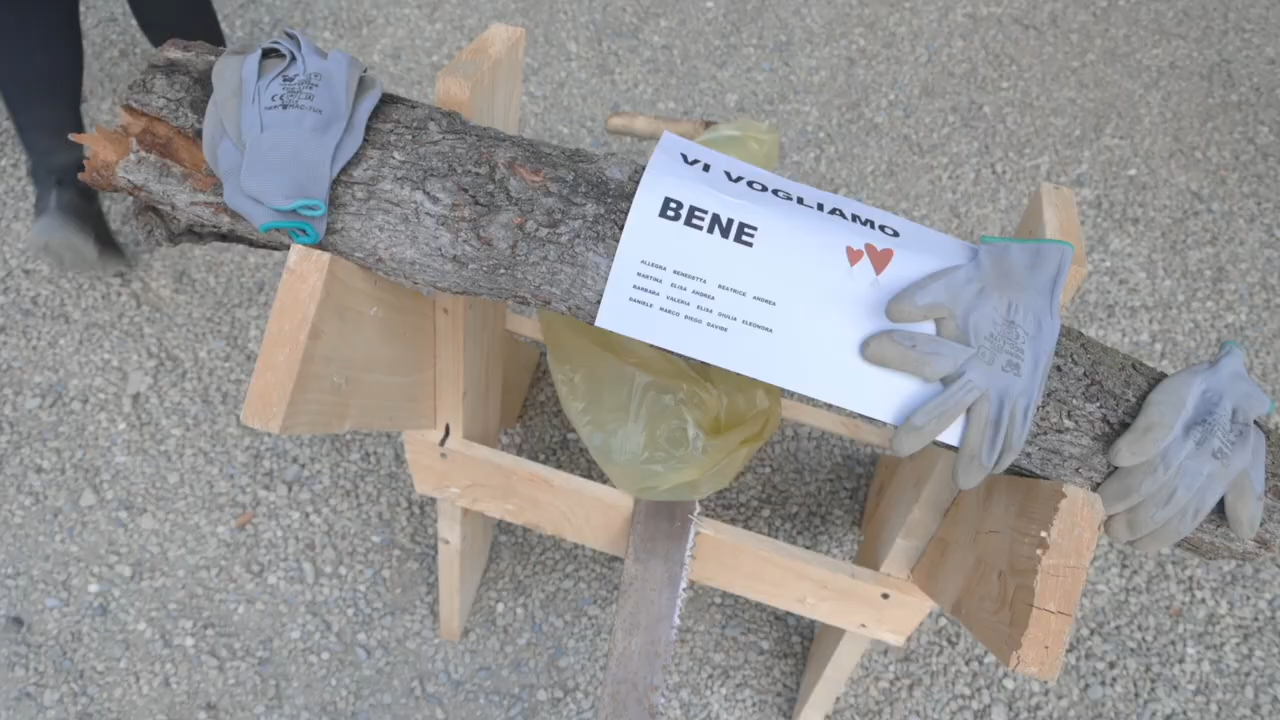 VI VOGLIAMO
BENE
ALLEGRA BENEDETTA BEATRICE ANDREA
MARTINA ELISA ANDREA
BARBARA VALERIA ELISA GIULIA ELEONORA
DANIELE MARCO DIEGO DAVIDE